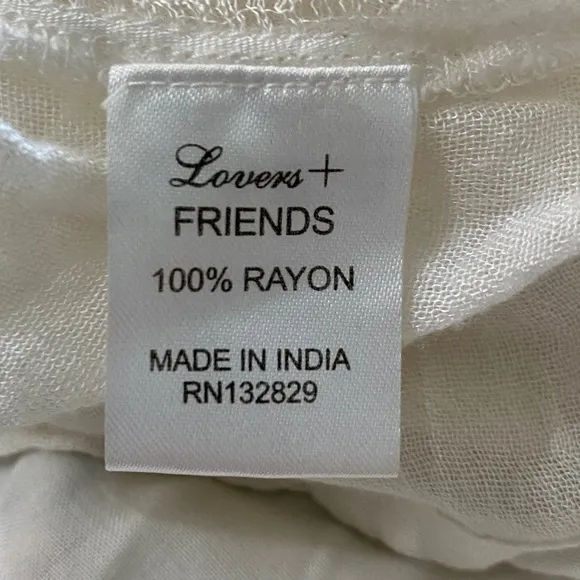 Lovers+
FRIENDS
100% RAYON
MADE IN INDIA
RN132829